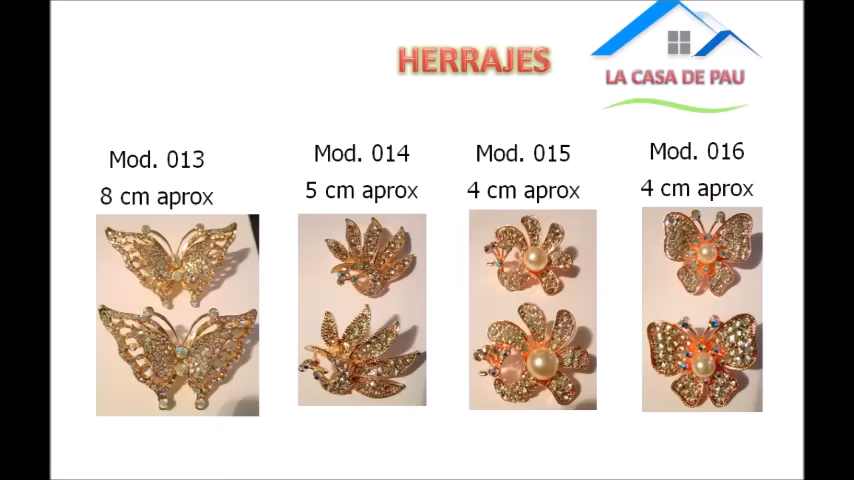 HERRAJES
LA CASA DE PAU
Mod. 013
8 cm aprox
Mod. 014
5 cm aprox
Mod. 015
4 cm aprox
Mod. 016
4 cm aprox